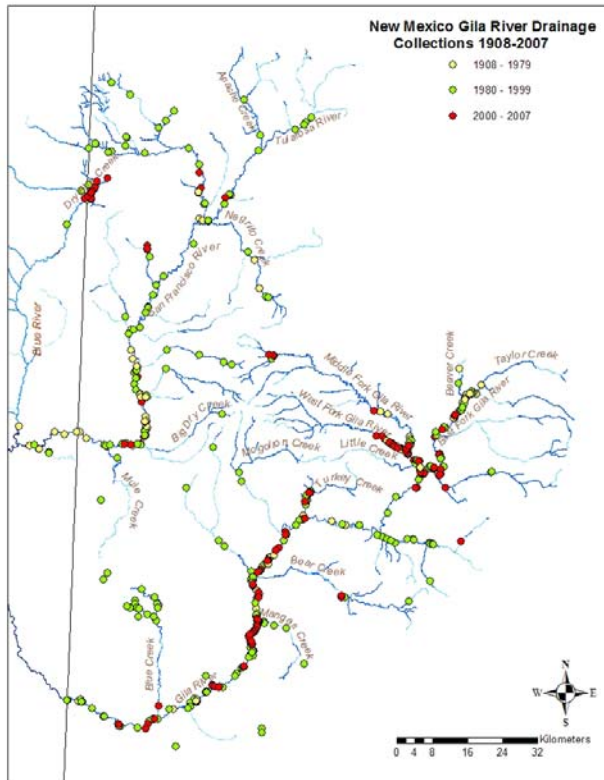 New Mexico Gila River Drainage
Collections 1908-2007
1908 - 1979
1980 - 1999
2000 - 2007
Apache Creek
Tularosa River
Creek
Negrito Creek
San Francisco River
Blue River
Beaver Creek
Taylor Creek
Middle Fork Gila River
West Fork Gila River
East Fork Gila River
Little Creek
Big Dry Creek
Mogollon Creek
Mule Creek
Turkey Creek
Bear Creek
Mangas Creek
Blue Creek
Gila River
N
W E
S
Kilometers
0 4 8 16 24 32